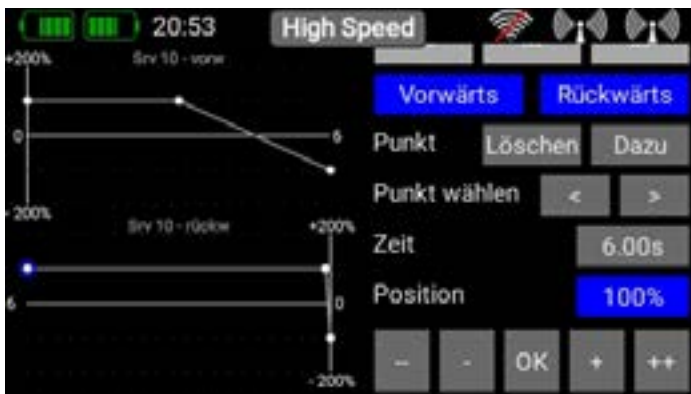 20:53 High Speed
+200% Srv 10 - vorw
0 6
- 200%
Srv 10 - rückw +200%
6 0
- 200%
Vorwärts Rückwärts
Punkt Löschen Dazu
Punkt wählen < >
Zeit 6.00s
Position 100%
-- - OK + ++